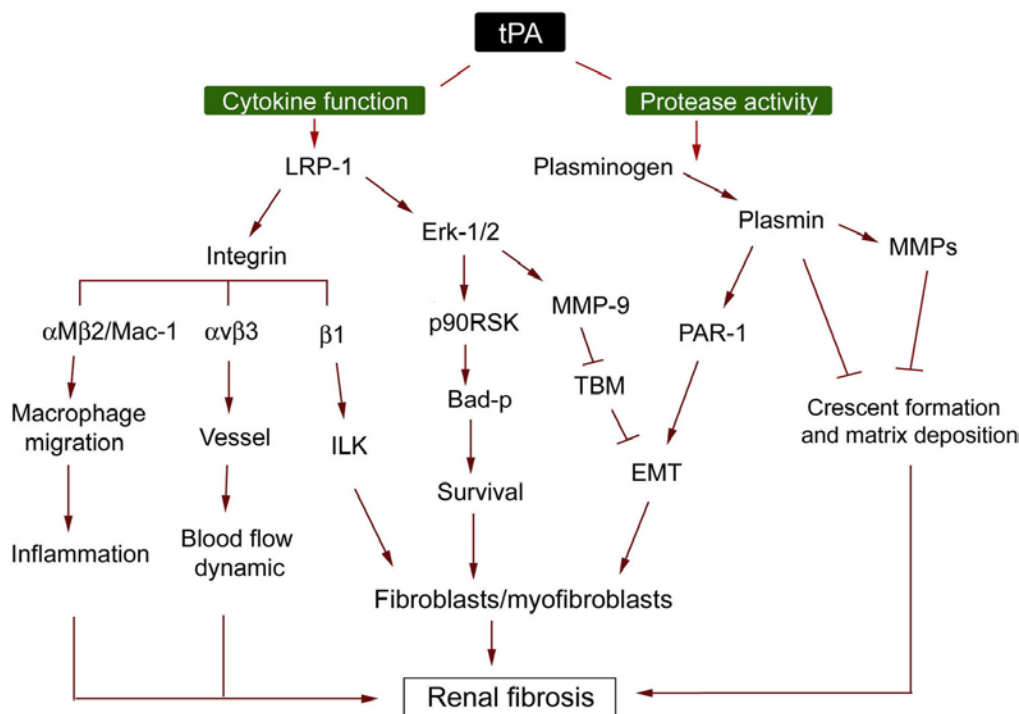 tPA
Cytokine function
Protease activity
LRP-1
Plasminogen
Erk-1/2
Plasmin
Integrin
MMPs
MMP-9
αMβ2/Mac-1
αvβ3
β1
p90RSK
PAR-1
TBM
Bad-p
Macrophage
migration
Vessel
ILK
Crescent formation
and matrix deposition
EMT
Survival
Inflammation
Blood flow
dynamic
Fibroblasts/myofibroblasts
Renal fibrosis